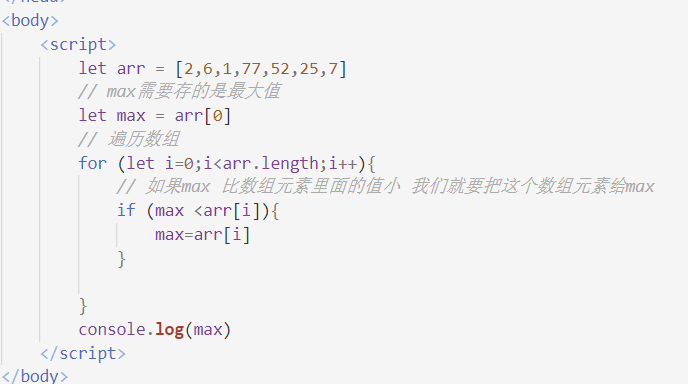 </head>
<body>
    <script>
        let arr = [2,6,1,77,52,25,7]
        // max需要存的是最大值
        let max = arr[0]
        // 遍历数组
        for (let i=0;i<arr.length;i++){
            // 如果max 比数组元素里面的值小 我们就要把这个数组元素给max
            if (max <arr[i]){
                max=arr[i]
            }
        }
        console.log(max)
    </script>
</body>